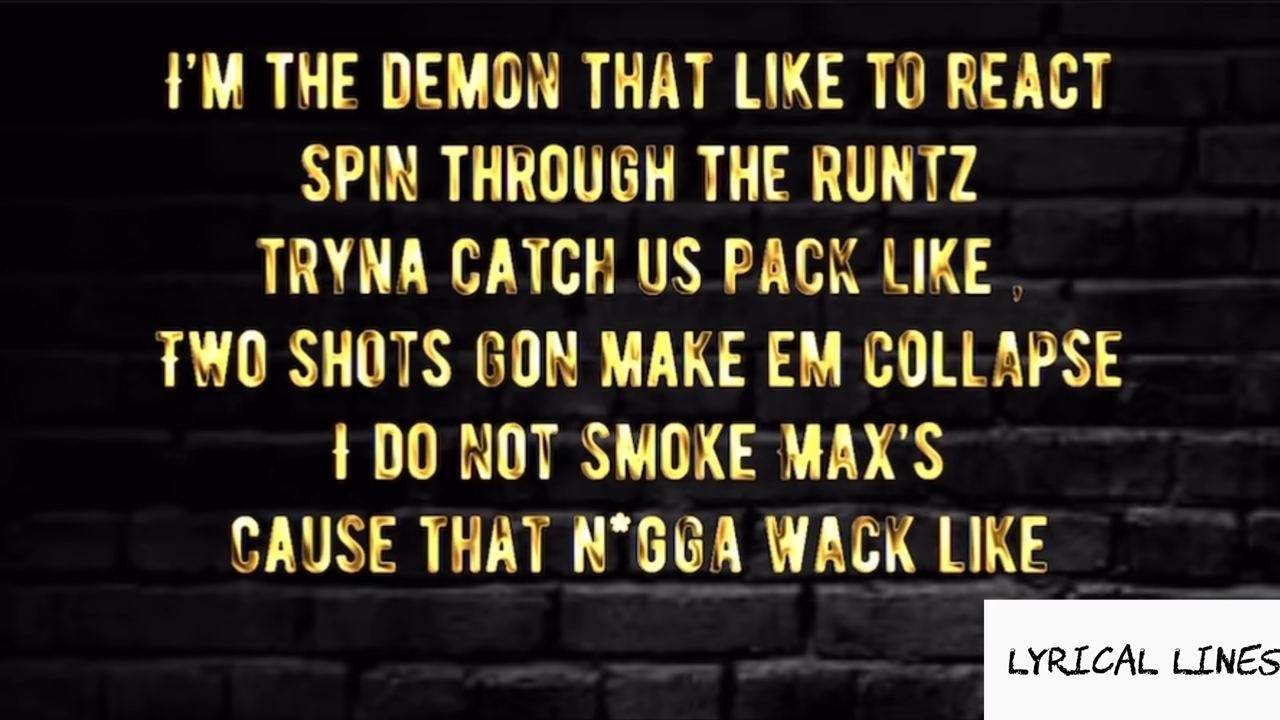 I'M THE DEMON THAT LIKE TO REACT
SPIN THROUGH THE RUNTZ
TRYNA CATCH US PACK LIKE ,
TWO SHOTS GON MAKE EM COLLAPSE
I DO NOT SMOKE MAX'S
CAUSE THAT N*GGA WACK LIKE
LYRICAL LINES